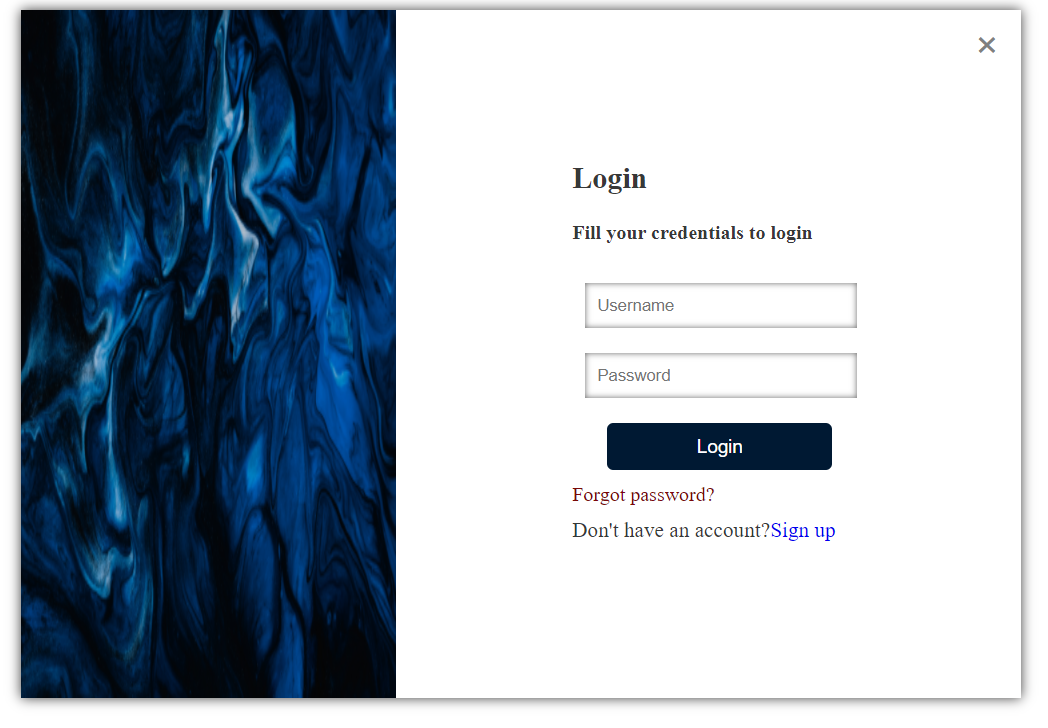 ×
Login
Fill your credentials to login
Username
Password
Login
Forgot password?
Don't have an account?Sign up